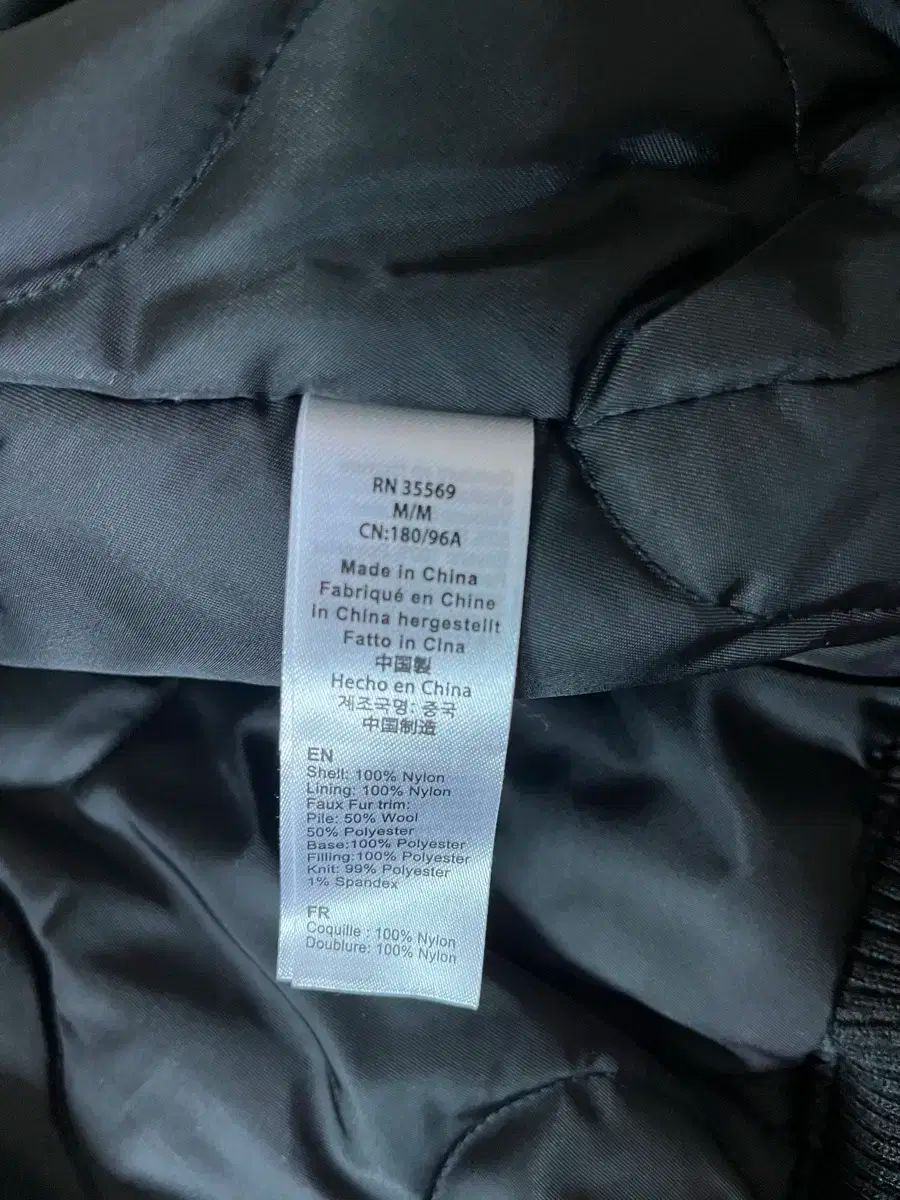 RN 35569
M/M
CN:180/96A
Made in China
Fabriqué en Chine
In China hergestellt
Fatto in Cina
中国製
Hecho en China
계조국명: 중국
中国制造
EN
Shell: 100% Nylon
Lining: 100% Nylon
Faux Fur trim:
Pile: 50% Wool
50% Polyester
Base:100% Polyester
Filling:100% Polyester
Knit: 99% Polyester
1% Spandex
FR
Coquille : 100% Nylon
Doublure: 100% Nylon